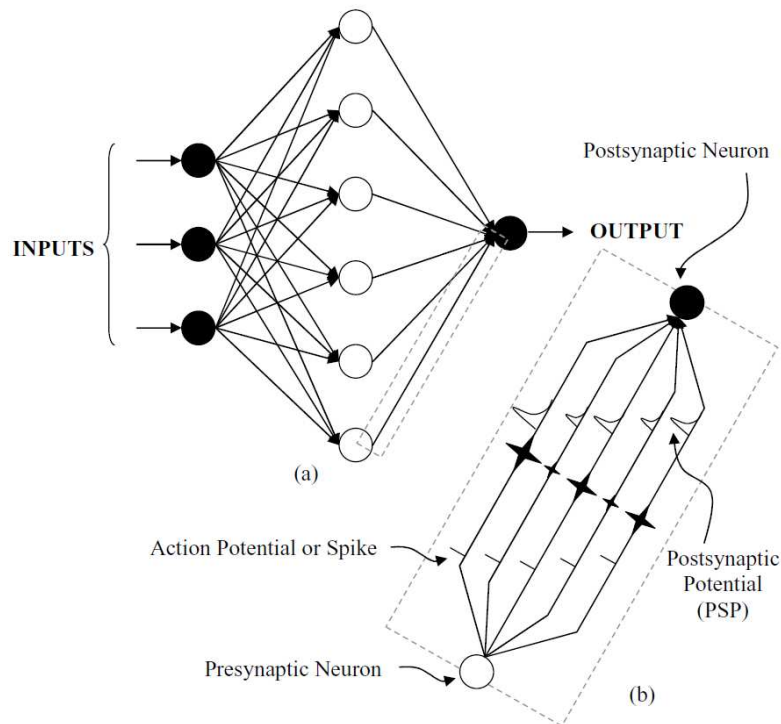 Postsynaptic Neuron
INPUTS
OUTPUT
(a)
Action Potential or Spike
Postsynaptic
Potential
(PSP)
Presynaptic Neuron
(b)